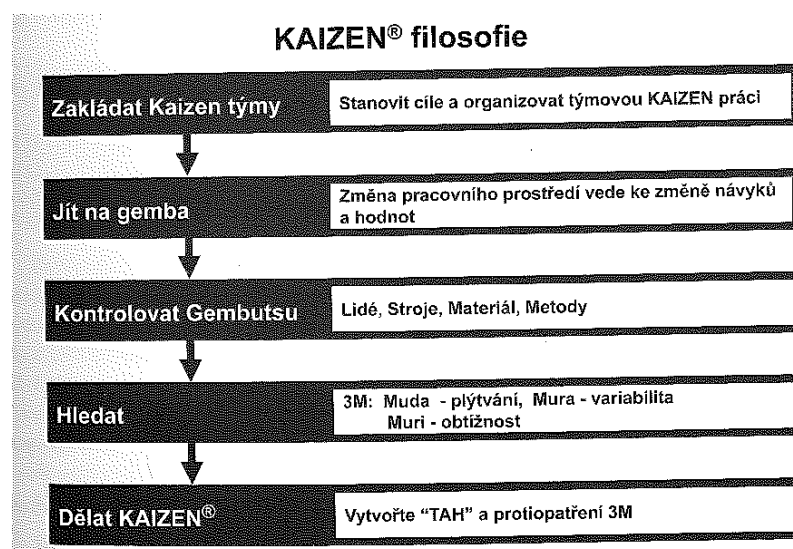 KAIZEN® filosofie
Zakládat Kaizen týmy
Stanovit cíle a organizovat týmovou KAIZEN práci
Jít na gemba
Změna pracovního prostředí vede ke změně návyků
a hodnot
Kontrolovat Gembutsu
Lidé, Stroje, Materiál, Metody
Hledat
3M: Muda - plýtvání, Mura - variabilita
Muri - obtížnost
Dělat KAIZEN®
Vytvořte “TAH” a protiopatření 3M